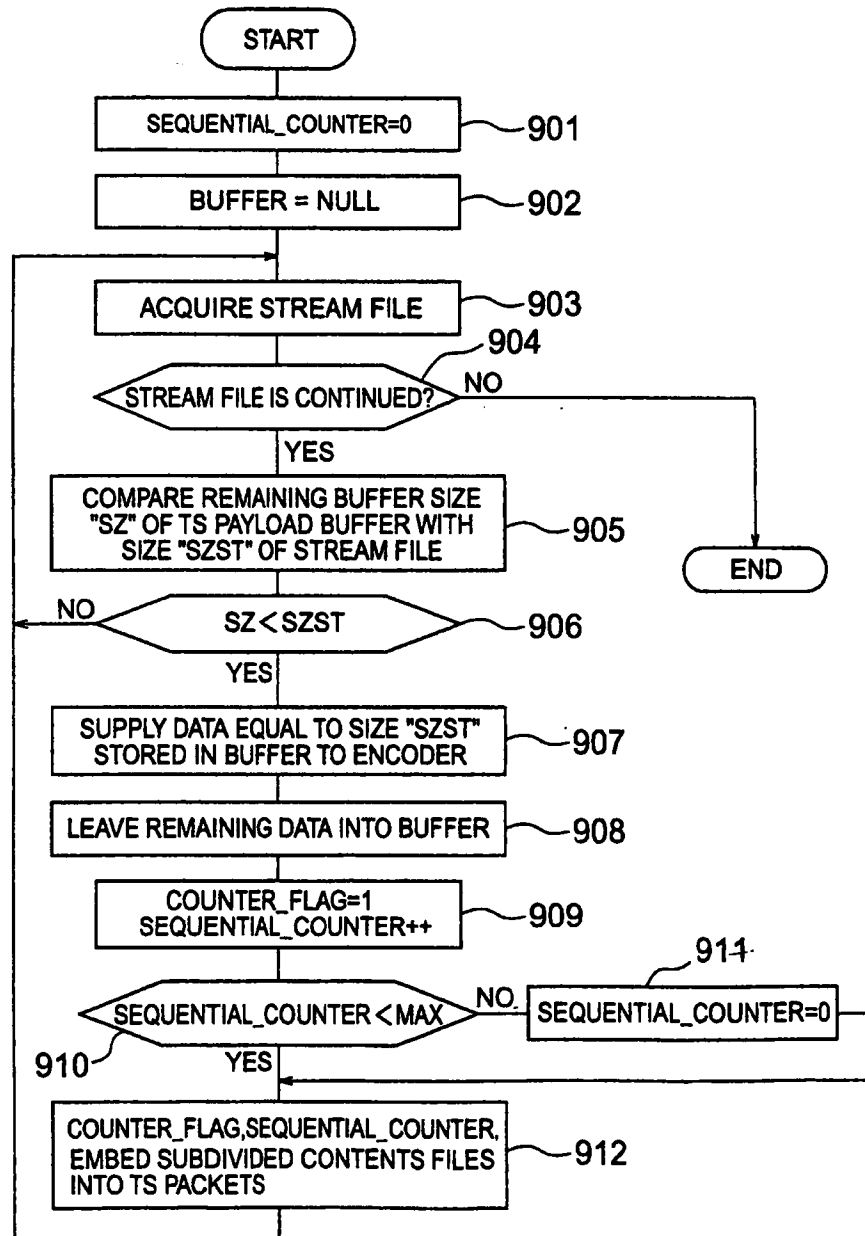 START
SEQUENTIAL_COUNTER=0
901
BUFFER = NULL
902
ACQUIRE STREAM FILE
903
904
STREAM FILE IS CONTINUED?
NO
YES
COMPARE REMAINING BUFFER SIZE
"SZ" OF TS PAYLOAD BUFFER WITH
SIZE "SZST" OF STREAM FILE
905
END
NO
SZ<SZST
906
YES
SUPPLY DATA EQUAL TO SIZE "SZST"
STORED IN BUFFER TO ENCODER
907
LEAVE REMAINING DATA INTO BUFFER
908
COUNTER_FLAG=1
SEQUENTIAL_COUNTER++
909
911
SEQUENTIAL_COUNTER<MAX
NO
SEQUENTIAL_COUNTER=0
910
YES
COUNTER_FLAG,SEQUENTIAL_COUNTER,
EMBED SUBDIVIDED CONTENTS FILES
INTO TS PACKETS
912